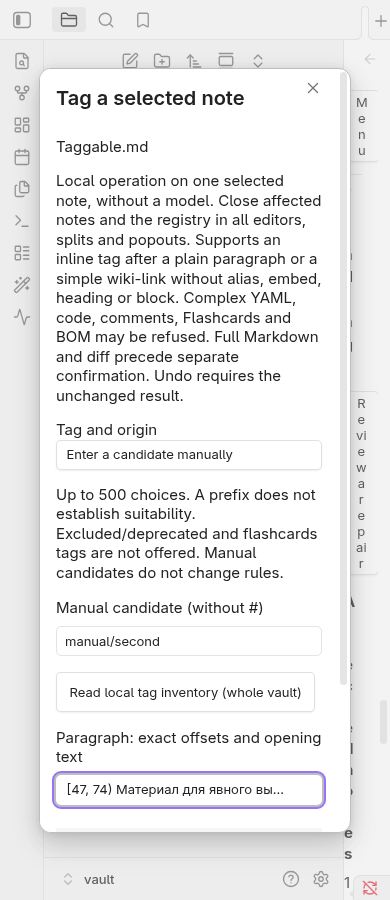 Tag a selected note
Taggable.md
Local operation on one selected
note, without a model. Close affected
notes and the registry in all editors,
splits and popouts. Supports an
inline tag after a plain paragraph or a
simple wiki-link without alias, embed,
heading or block. Complex YAML,
code, comments, Flashcards and
BOM may be refused. Full Markdown
and diff precede separate
confirmation. Undo requires the
unchanged result.
Tag and origin
Enter a candidate manually
Up to 500 choices. A prefix does not
establish suitability.
Excluded/deprecated and flashcards
tags are not offered. Manual
candidates do not change rules.
Manual candidate (without #)
manual/second
Read local tag inventory (whole vault)
Paragraph: exact offsets and opening
text
[47, 74) Материал для явного вы...
vault
M
e
n
u
R
e
vi
e
w
a
r
e
p
ai
r